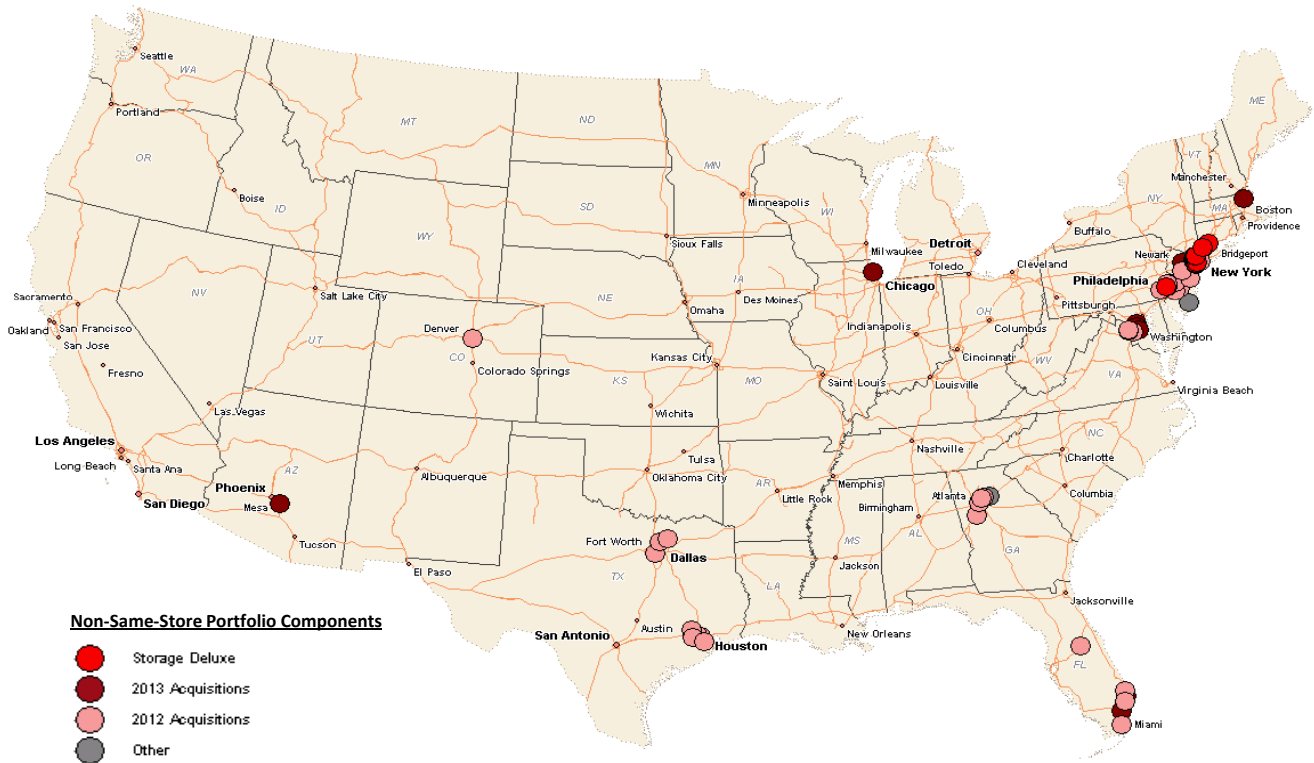 Seattle
WA
Portland
OR
Boise
ID
MT
ND
MN
Minneapolis
SD
Sioux Falls
WY
WI
Milwaukee
Chicago
Detroit
Toledo
Cleveland
Buffalo
NY
VT
ME
Manchester
MA
Boston
Providence
Bridgeport
Newark
New York
Philadelphia
Pittsburgh
Washington
Sacramento
Oakland
San Francisco
San Jose
Fresno
NV
Salt Lake City
UT
Denver
CO
Colorado Springs
NE
IA
Des Moines
Omaha
Kansas City
KS
MO
Saint Louis
Wichita
Indianapolis
OH
Columbus
Cincinnati
Louisville
WV
VA
Virginia Beach
Las Vegas
Los Angeles
Long Beach
Santa Ana
San Diego
AZ
Phoenix
Mesa
Tucson
Albuquerque
El Paso
Tulsa
Oklahoma City
AR
Little Rock
Memphis
Nashville
NC
Charlotte
Columbia
Atlanta
Birmingham
MS
AL
GA
Jackson
Fort Worth
Dallas
TX
LA
Austin
San Antonio
Houston
New Orleans
Jacksonville
FL
Miami
Non-Same-Store Portfolio Components
Storage Deluxe
2013 Acquisitions
2012 Acquisitions
Other